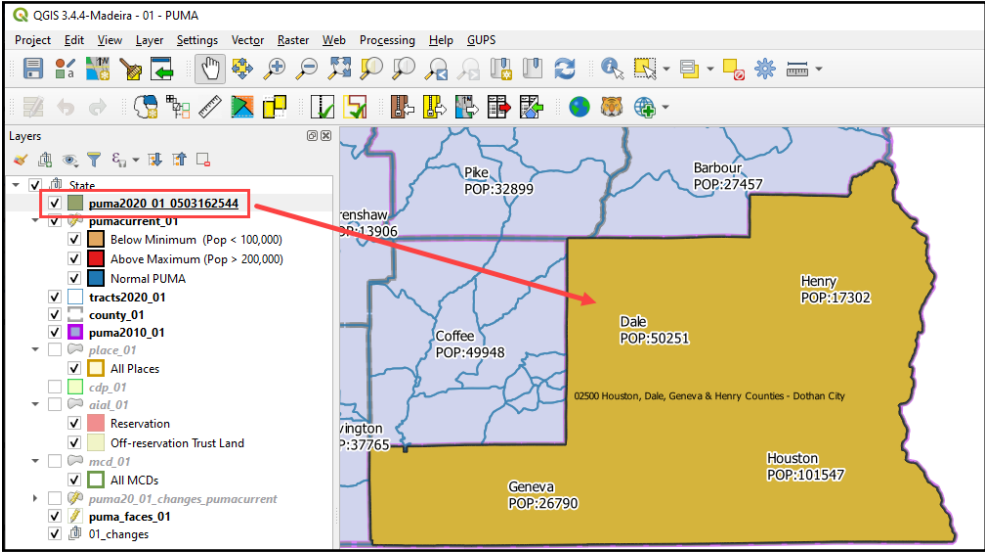 QGIS 3.4.4-Madeira - 01 - PUMA
Project Edit View Layer Settings Vector Raster Web Processing Help GUPS
Layers
State
puma2020_01_0503162544
pumacurrent_01
Below Minimum (Pop < 100,000)
Above Maximum (Pop > 200,000)
Normal PUMA
tracts2020_01
county_01
puma2010_01
place_01
All Places
cdp_01
aial_01
Reservation
Off-reservation Trust Land
mcd_01
All MCDs
puma20_01_changes_pumacurrent
puma_faces_01
01_changes
Pike
POP:32899
Barbour
POP:27457
renshaw
OP:13906
Henry
POP:17302
Dale
POP:50251
Coffee
POP:49948
02500 Houston, Dale, Geneva & Henry Counties - Dothan City
vington
P:37765
Houston
POP:101547
Geneva
POP:26790